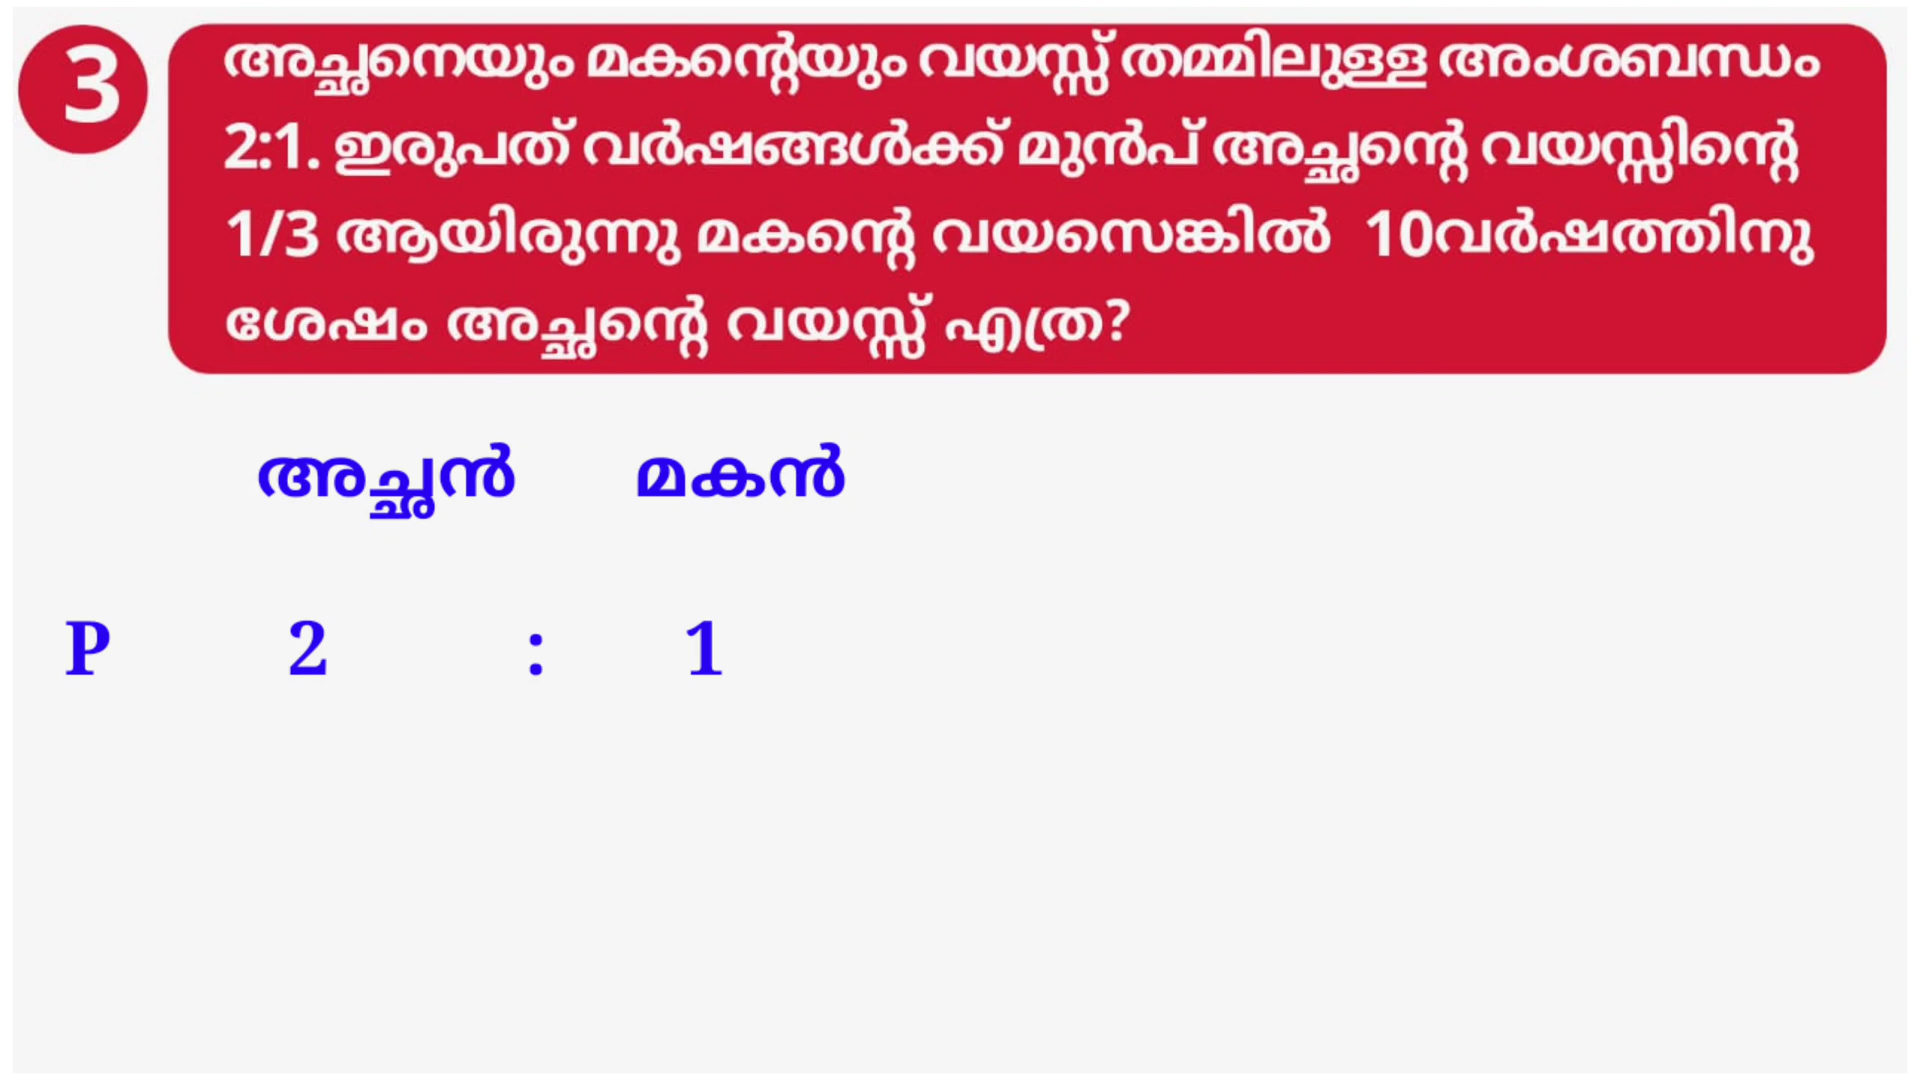 3
അച്ഛനെയും മകന്റെയും വയസ്സ് തമ്മിലുള്ള അംശബന്ധം
2:1. ഇരുപത് വർഷങ്ങൾക്ക് മുൻപ് അച്ഛന്റെ വയസ്സിന്റെ
1/3 ആയിരുന്നു മകന്റെ വയസെങ്കിൽ 10വർഷത്തിനു
ശേഷം അച്ഛന്റെ വയസ്സ് എത്ര?
അച്ഛൻ മകൻ
P 2 : 1